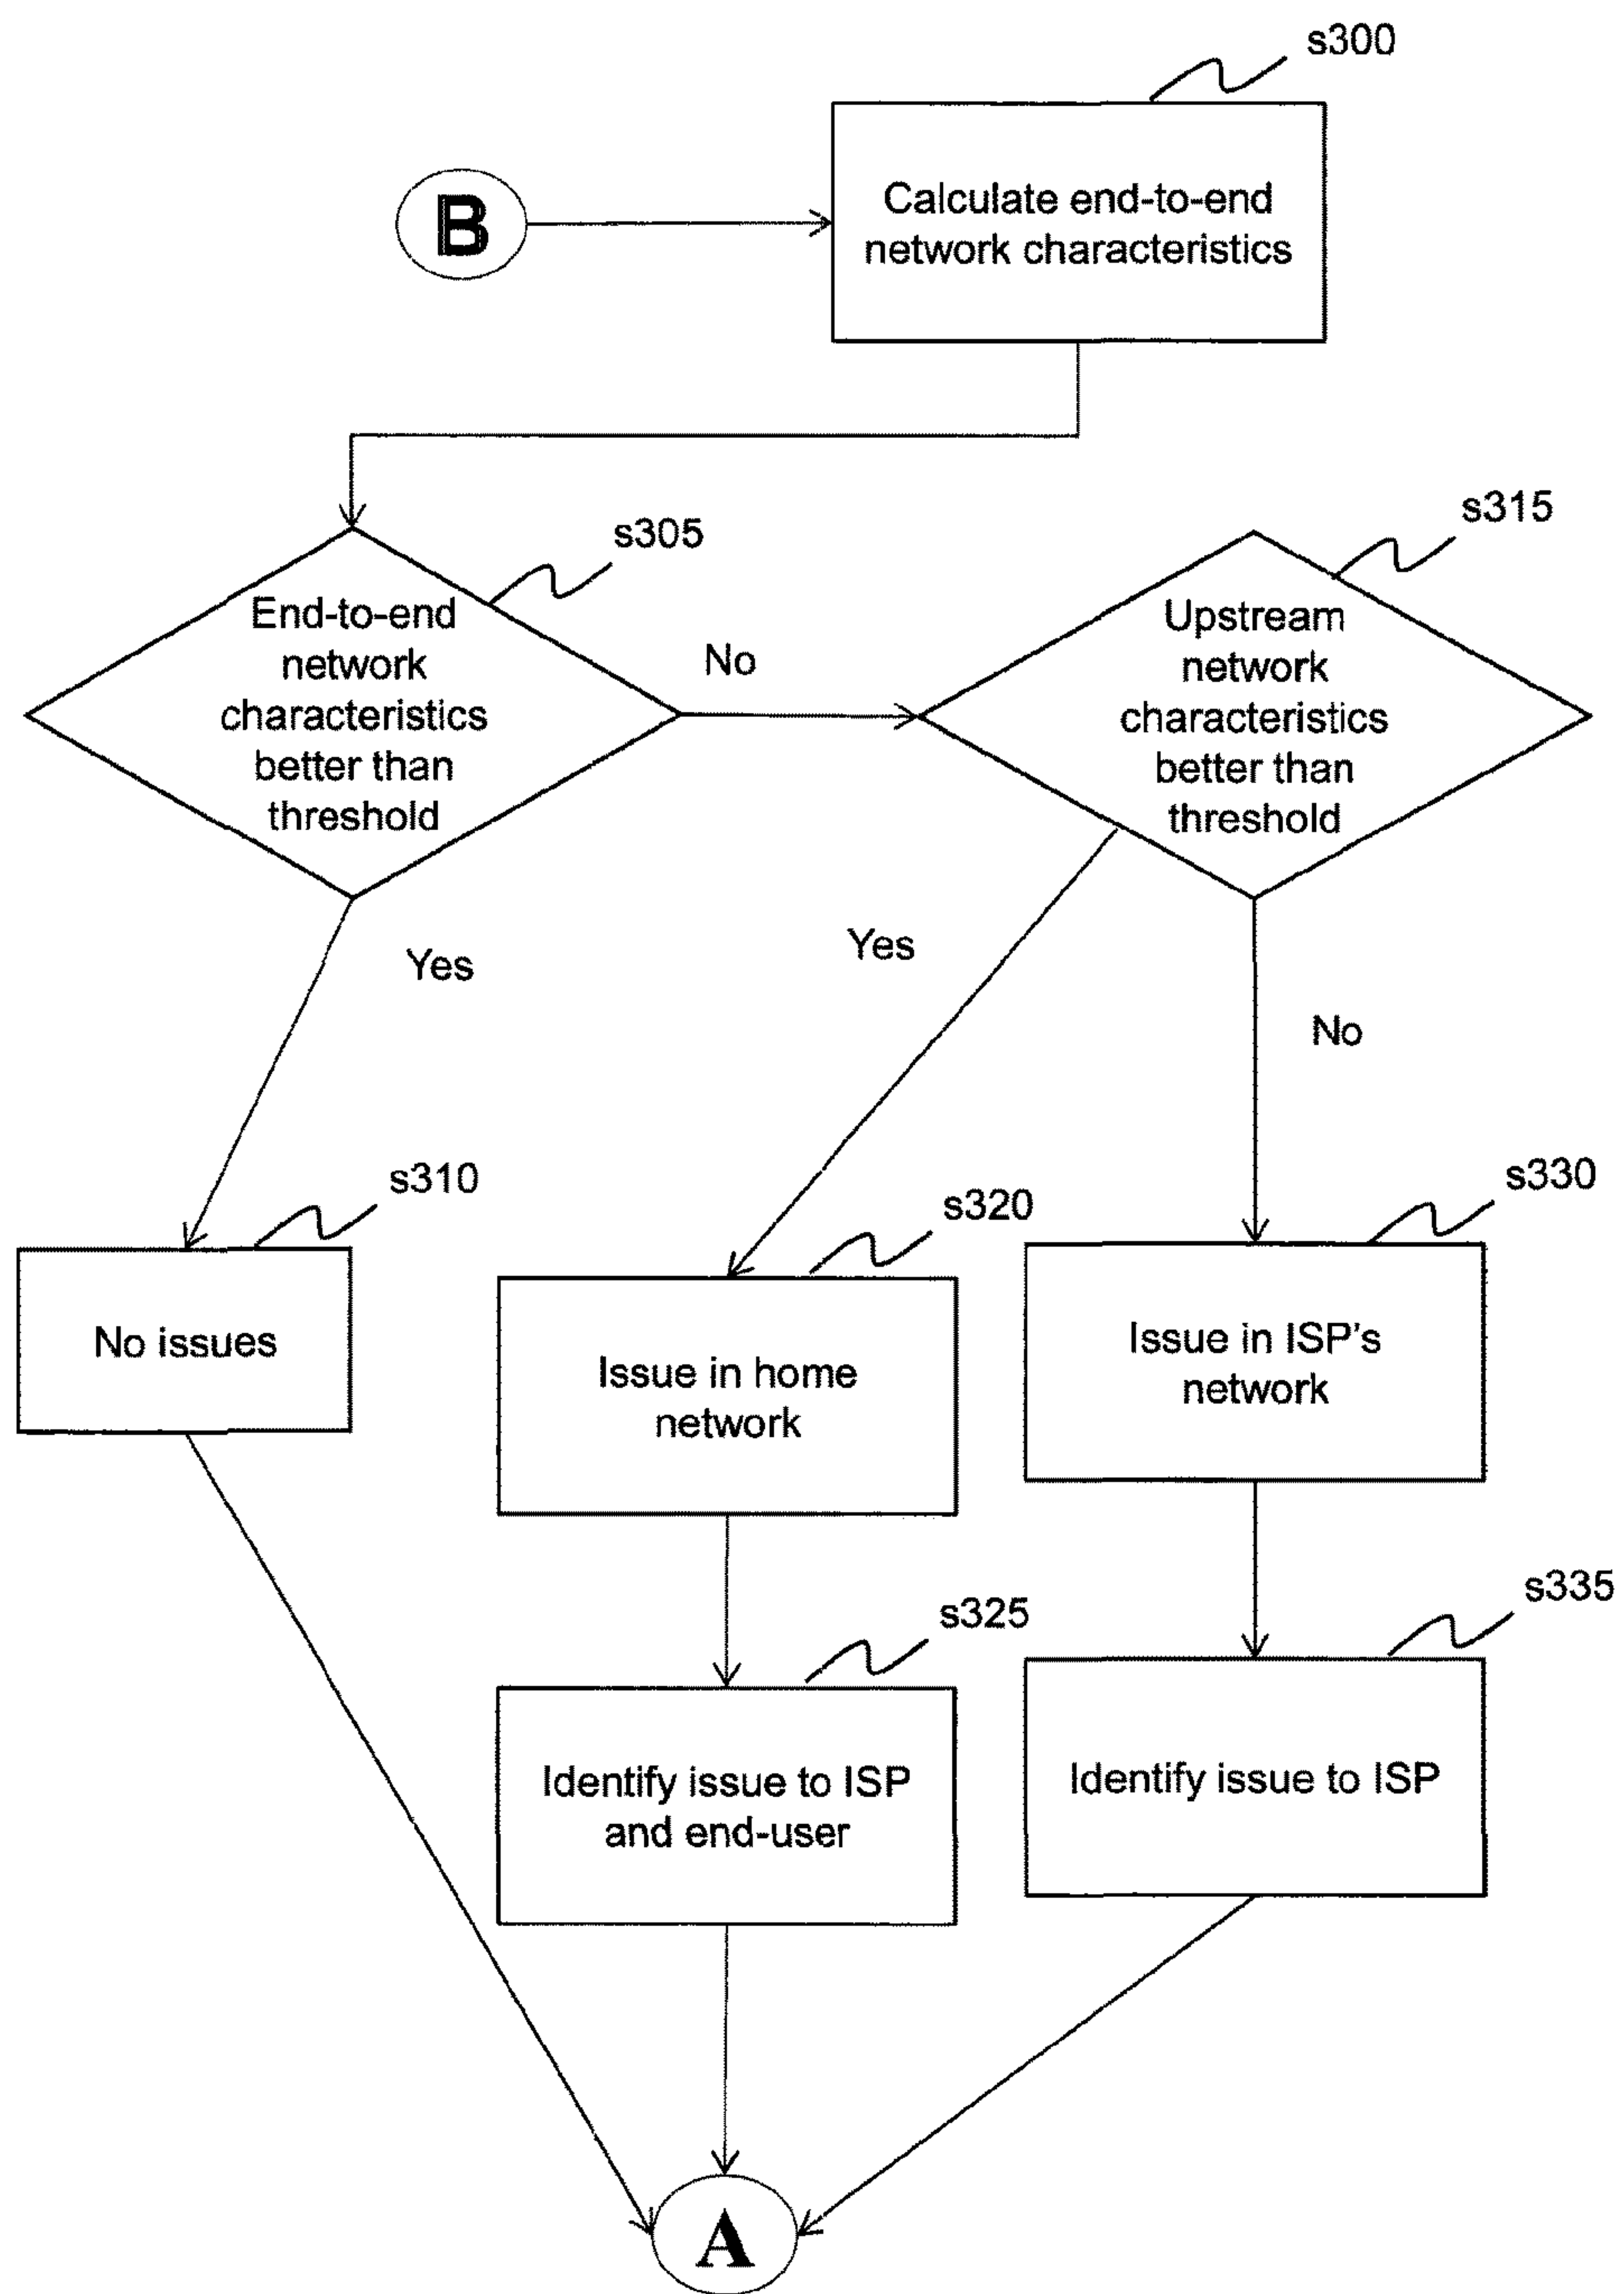 s300
B
Calculate end-to-end
network characteristics
s305
End-to-end
network
characteristics
better than
threshold
No
s315
Upstream
network
characteristics
better than
threshold
Yes
Yes
No
s310
No issues
s320
Issue in home
network
s330
Issue in ISP's
network
s325
Identify issue to ISP
and end-user
s335
Identify issue to ISP
A